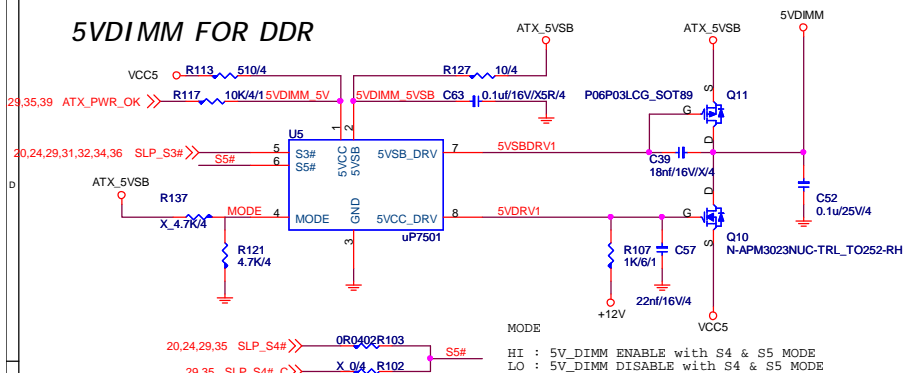 5VDIMM FOR DDR
5VDIMM
ATX_5VSB
ATX_5VSB
VCC5
R113
510/4
R127
10/4
29,35,39 ATX_PWR_OK
R117
10K/4/1
5VDIMM_5V
5VDIMM_5VSB
C63
0.1uf/16V/X5R/4
P06P03LCG_SOT89
S
Q11
G
D
U5
1
2
20,24,29,31,32,34,36 SLP_S3#
5
S3#
5VCC
5VSB
5VSB_DRV
7
5VSBDRV1
S5#
6
S5#
C39
18nf/16V/X/4
D
ATX_5VSB
R137
X_4.7K/4
MODE
4
MODE
GND
5VCC_DRV
8
5VDRV1
D
G
C52
0.1u/25V/4
3
uP7501
Q10
S
N-APM3023NUC-TRL_TO252-RH
R121
4.7K/4
R107
1K/6/1
C57
22nf/16V/4
+12V
VCC5
MODE
20,24,29,35 SLP_S4#
0R0402R103
S5#
HI : 5V_DIMM ENABLE with S4 & S5 MODE
LO : 5V_DIMM DISABLE with S4 & S5 MODE
29,35 SLP_S4#_C
X_0/4
R102